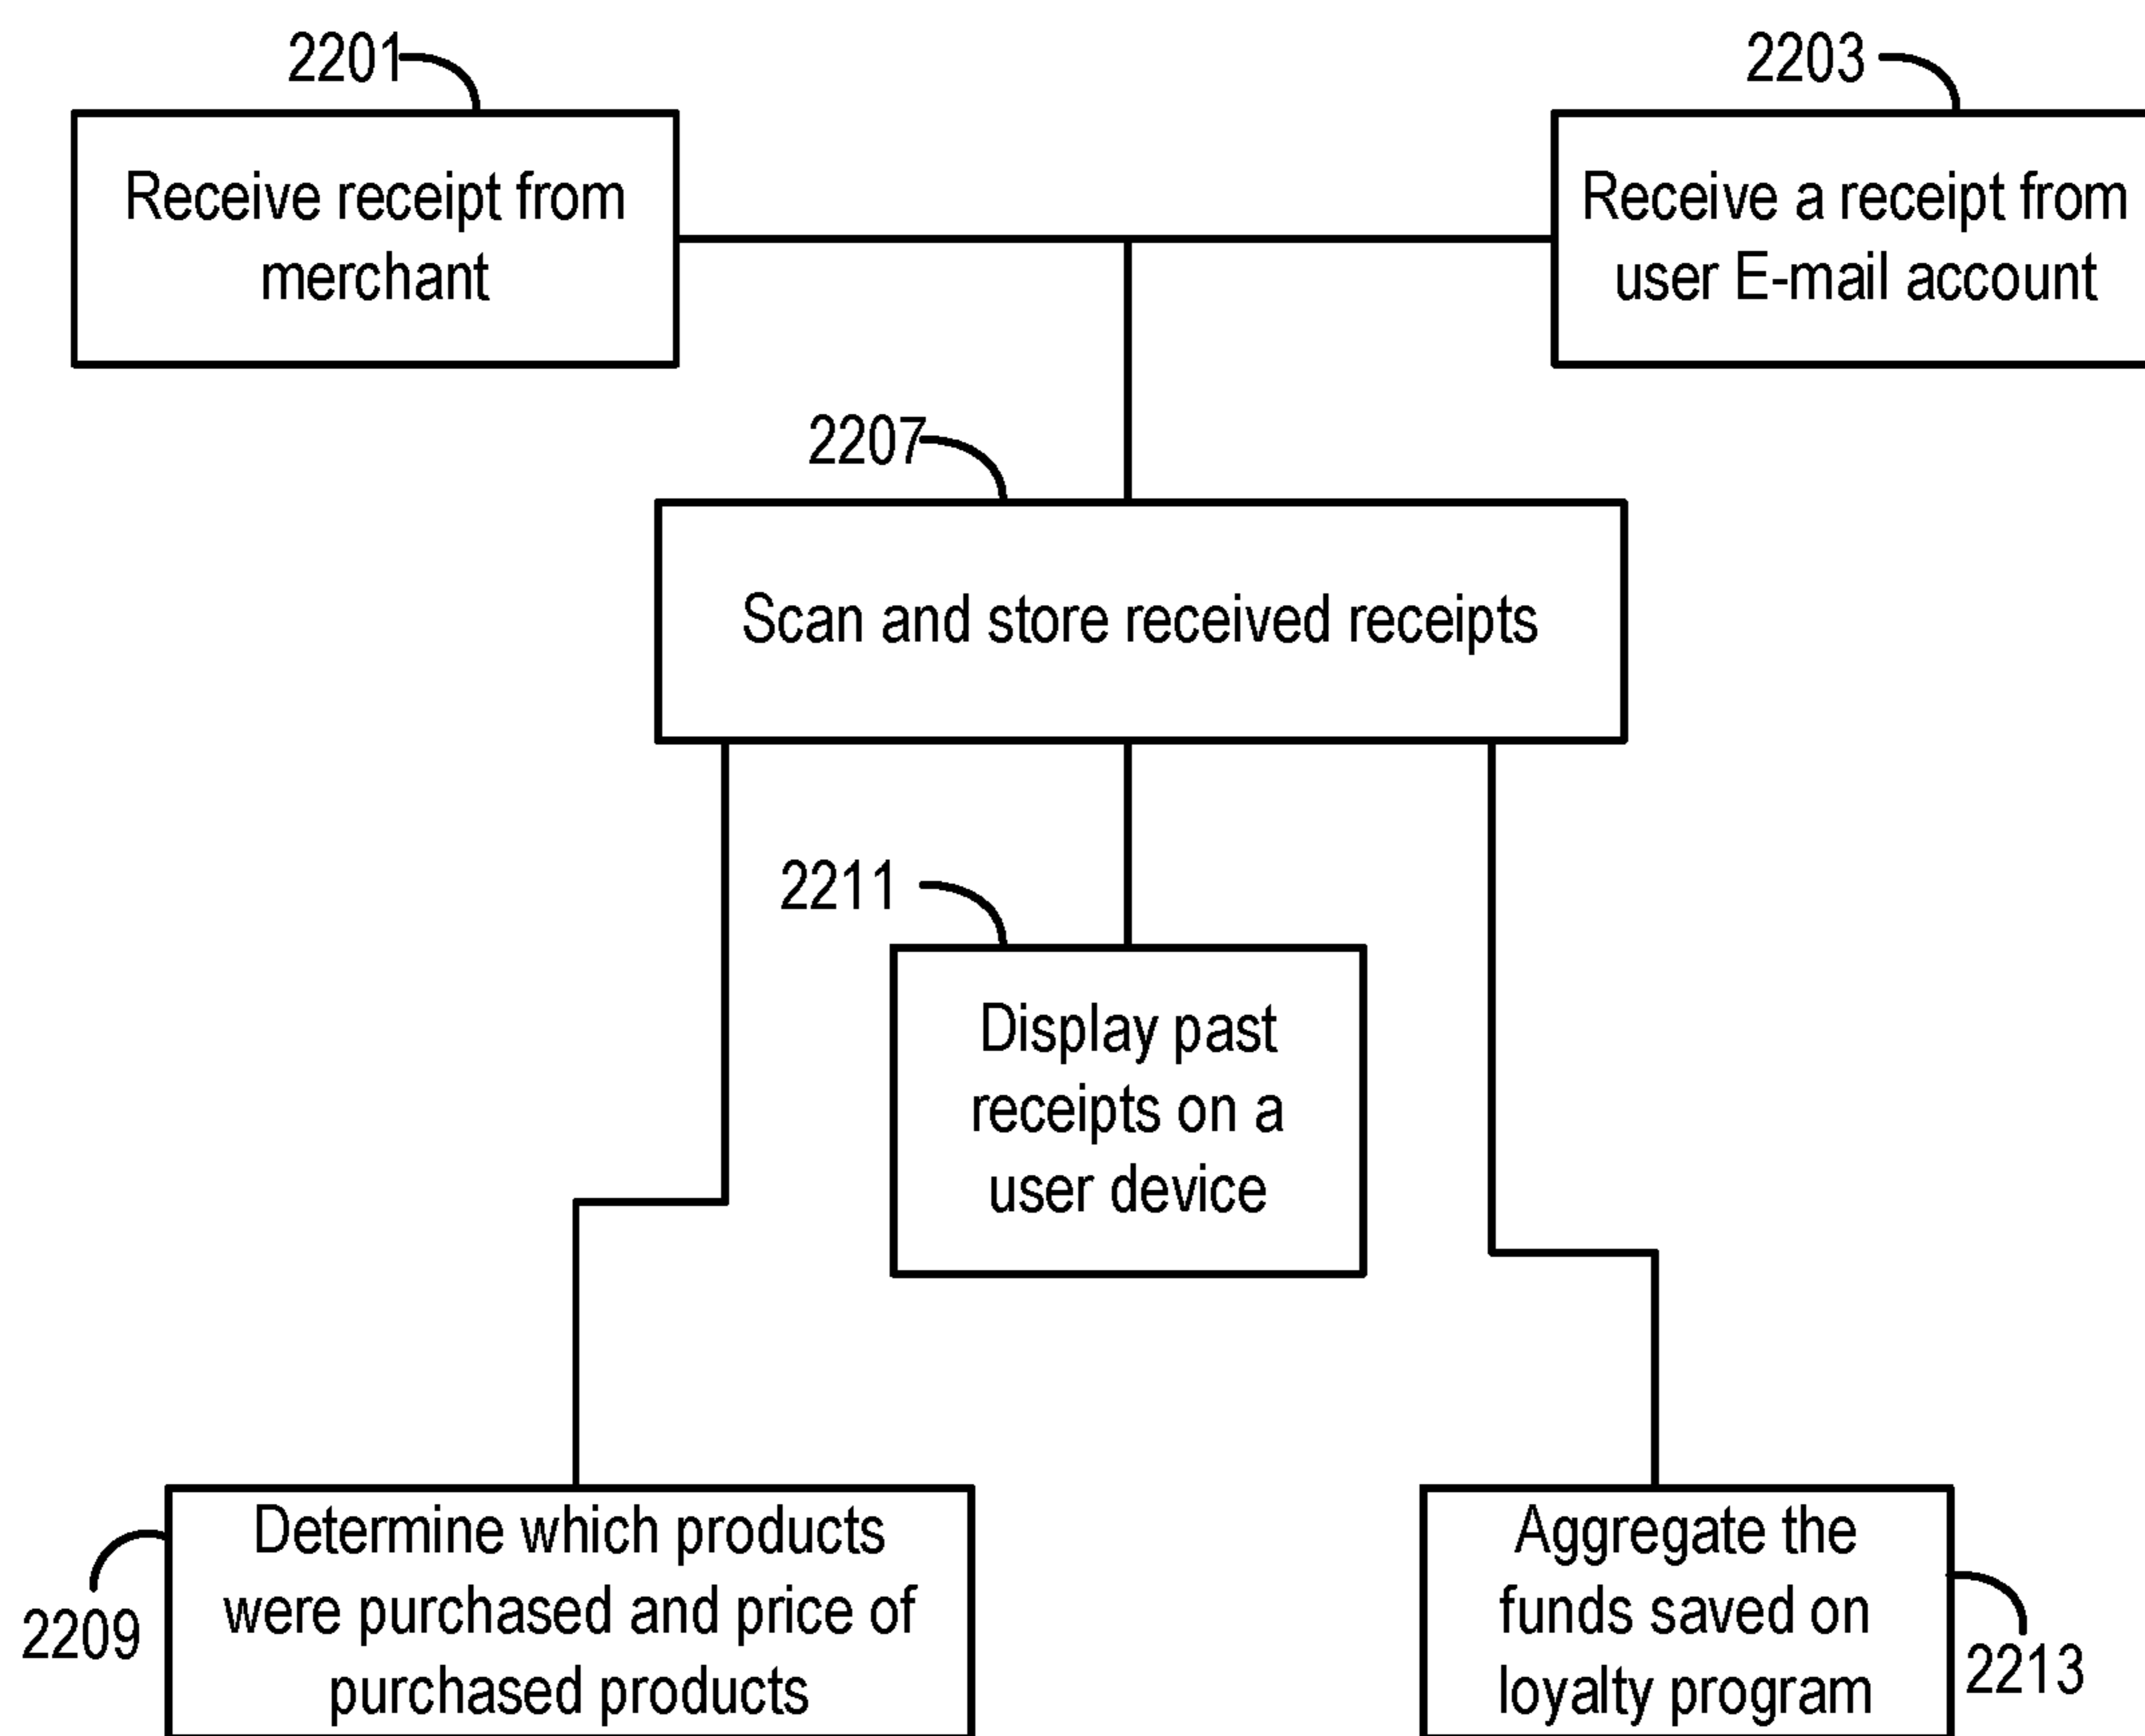 2201
2203
Receive receipt from
merchant
Receive a receipt from
user E-mail account
2207
Scan and store received receipts
2211
Display past
receipts on a
user device
2209
Determine which products
were purchased and price of
purchased products
Aggregate the
funds saved on
loyalty program
2213